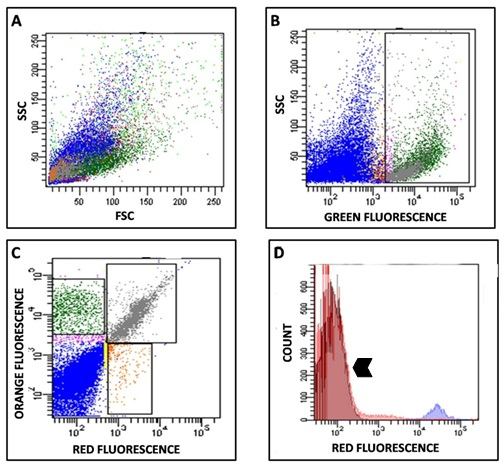 A
SSC
250
200
150
100
50
50 100 150 200 250
FSC
B
SSC
250
200
150
100
50
10² 10³ 10⁴ 10⁵
GREEN FLUORESCENCE
C
ORANGE FLUORESCENCE
10⁵
10⁴
10³
10²
10² 10³ 10⁴ 10⁵
RED FLUORESCENCE
D
COUNT
600
500
400
300
200
100
0
10² 10³ 10⁴ 10⁵
RED FLUORESCENCE